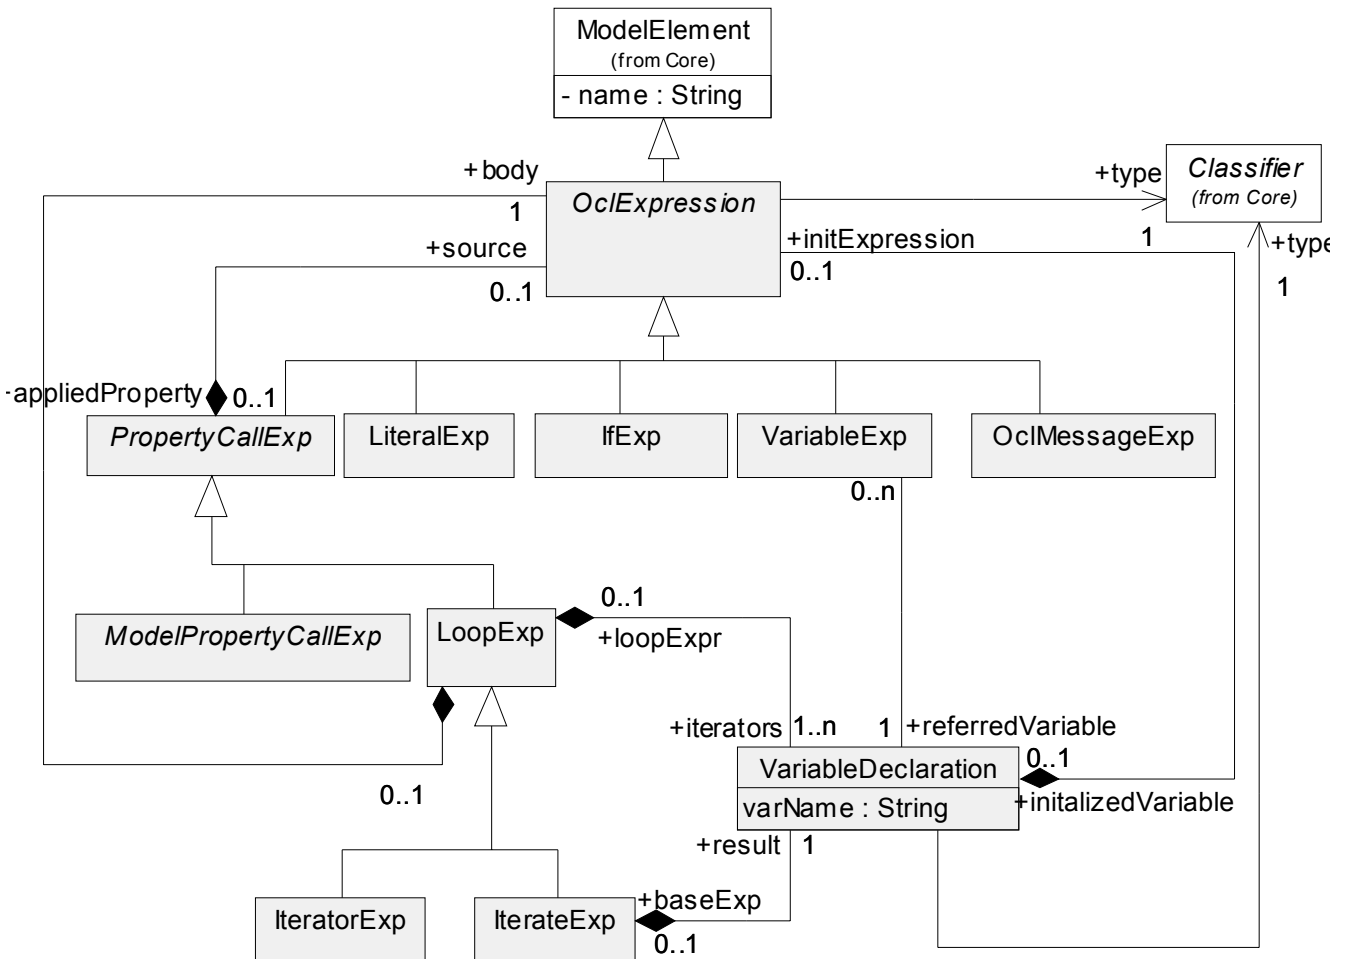 ModelElement
(from Core)
- name : String
+body
1
OclExpression
+type
Classifier
(from Core)
+source
+initExpression
1
+type
0..1
0..1
1
-appliedProperty
0..1
PropertyCallExp
LiteralExp
IfExp
VariableExp
OclMessageExp
0..n
0..1
ModelPropertyCallExp
LoopExp
+loopExpr
+iterators
1..n
1
+referredVariable
0..1
VariableDeclaration
0..1
+initalizedVariable
varName : String
+result
1
+baseExp
IteratorExp
IterateExp
0..1